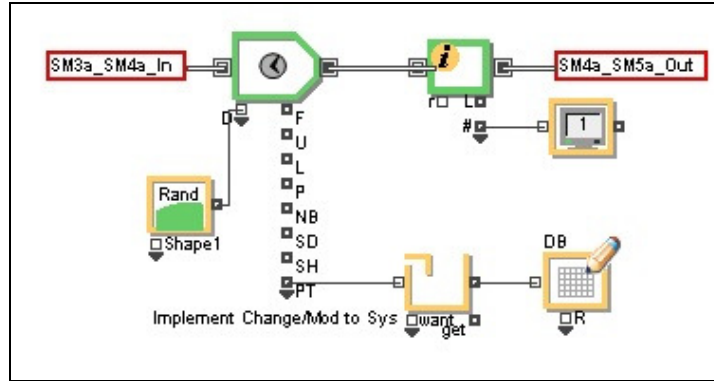 SM3a_SM4a_In
i
SM4a_SM5a_Out
D
F
r
L
U
#
1
L
Rand
P
NB
Shape1
SD
DB
SH
PT
Implement Change/Mod to Sys
want
get
R